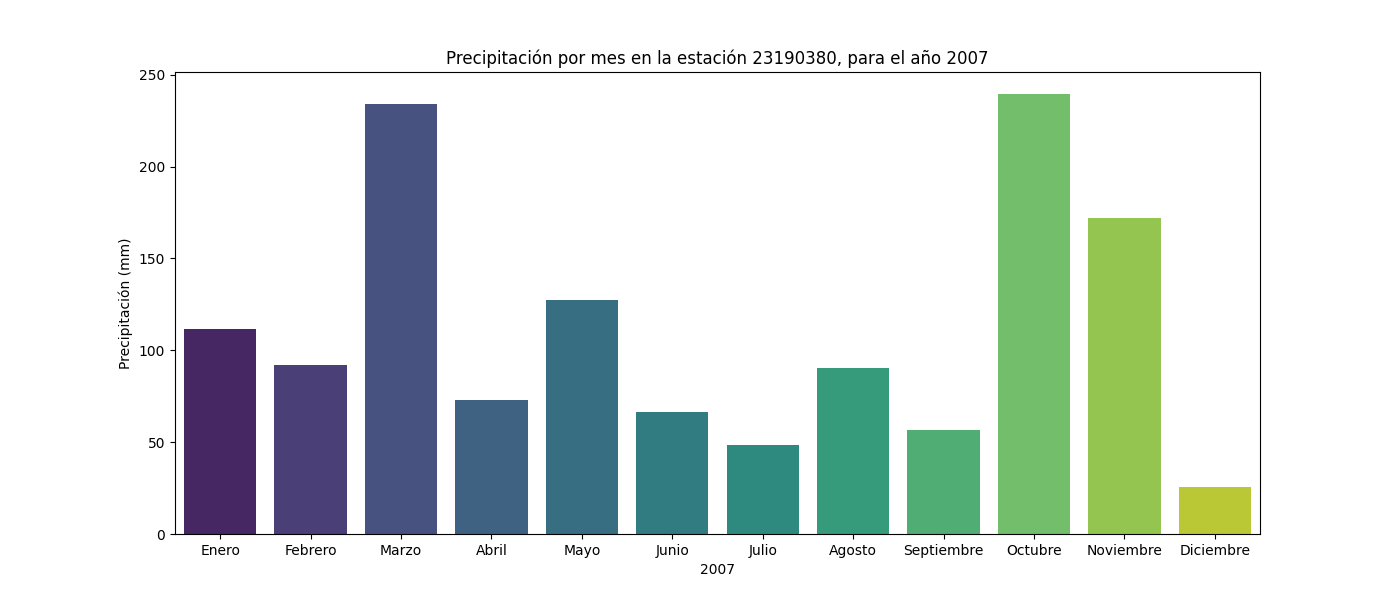 Precipitación por mes en la estación 23190380, para el año 2007
250
200
150
100
50
0
Precipitación (mm)
Enero Febrero Marzo Abril Mayo Junio Julio Agosto Septiembre Octubre Noviembre Diciembre
2007